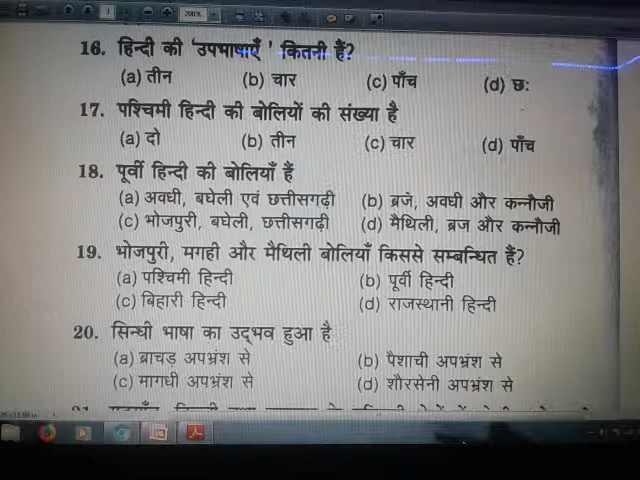 3
200%
16. हिन्दी की 'उपभाषाएँ ' कितनी हैं?
(a) तीन (b) चार (c) पाँच (d) छः
17. पश्चिमी हिन्दी की बोलियों की संख्या है
(a) दो (b) तीन (c) चार (d) पाँच
18. पूर्वी हिन्दी की बोलियाँ हैं
(a) अवधी, बघेली एवं छत्तीसगढ़ी (b) ब्रज, अवधी और कन्नौजी
(c) भोजपुरी, बघेली, छत्तीसगढ़ी (d) मैथिली, ब्रज और कन्नौजी
19. भोजपुरी, मगही और मैथिली बोलियाँ किससे सम्बन्धित हैं?
(a) पश्चिमी हिन्दी (b) पूर्वी हिन्दी
(c) बिहारी हिन्दी (d) राजस्थानी हिन्दी
20. सिन्धी भाषा का उद्भव हुआ है
(a) ब्राचड़ अपभ्रंश से (b) पैशाची अपभ्रंश से
(c) मागधी अपभ्रंश से (d) शौरसेनी अपभ्रंश से